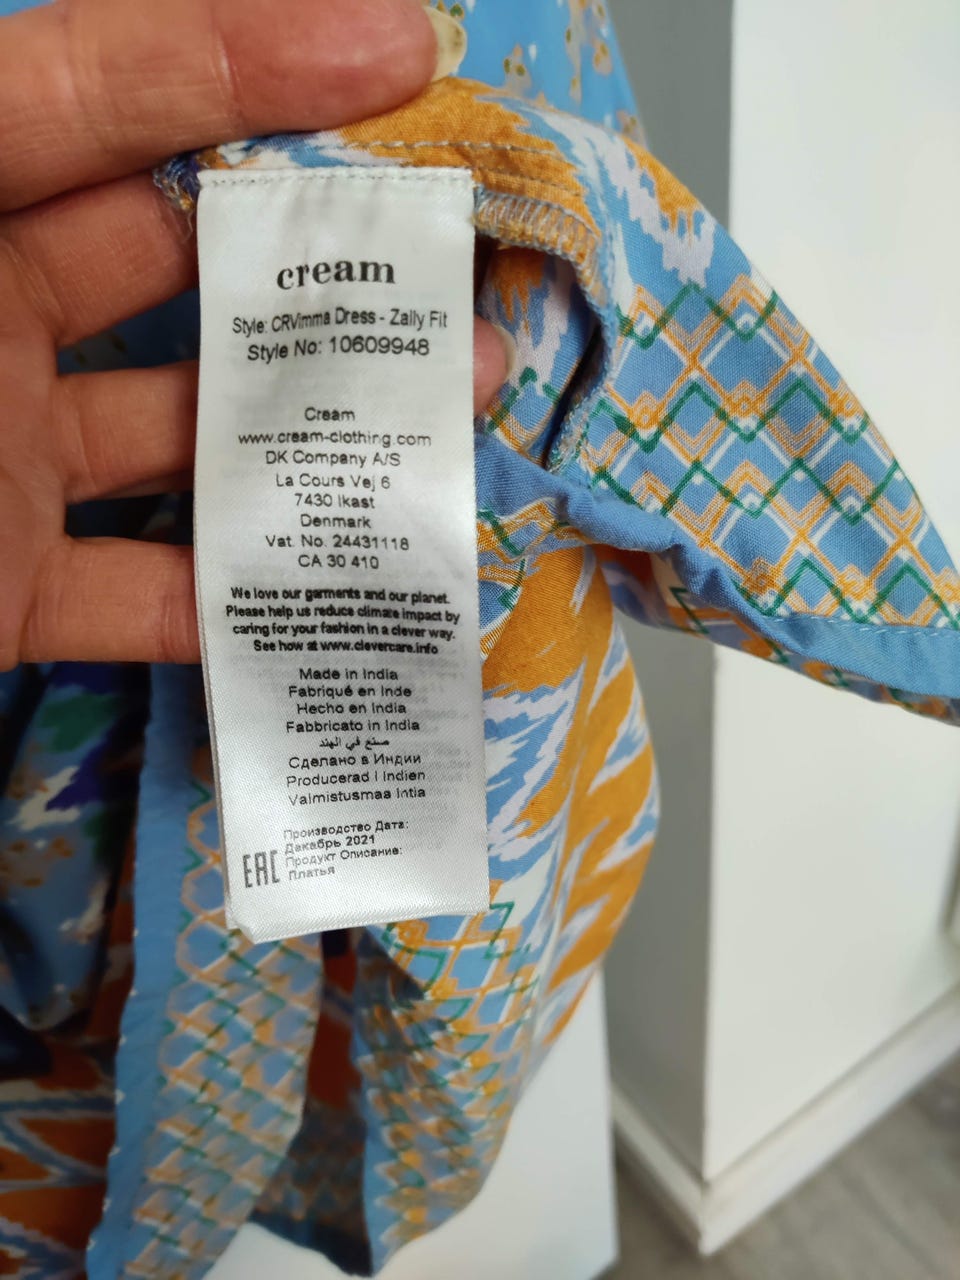 cream
Style: CRVimma Dress - Zally Fit
Style No: 10609948
Cream
www.cream-clothing.com
DK Company A/S
La Cours Vej 6
7430 Ikast
Denmark
Vat. No. 24431118
CA 30 410
We love our garments and our planet.
Please help us reduce climate impact by
caring for your fashion in a clever way.
See how at www.clevercare.info
Made in India
Fabriqué en Inde
Hecho en India
Fabbricato in India
صنع في الهند
Сделано в Индии
Producerad i Indien
Valmistusmaa Intia
Производство Дата:
Декабрь 2021
EAC Продукт Описание:
Платья